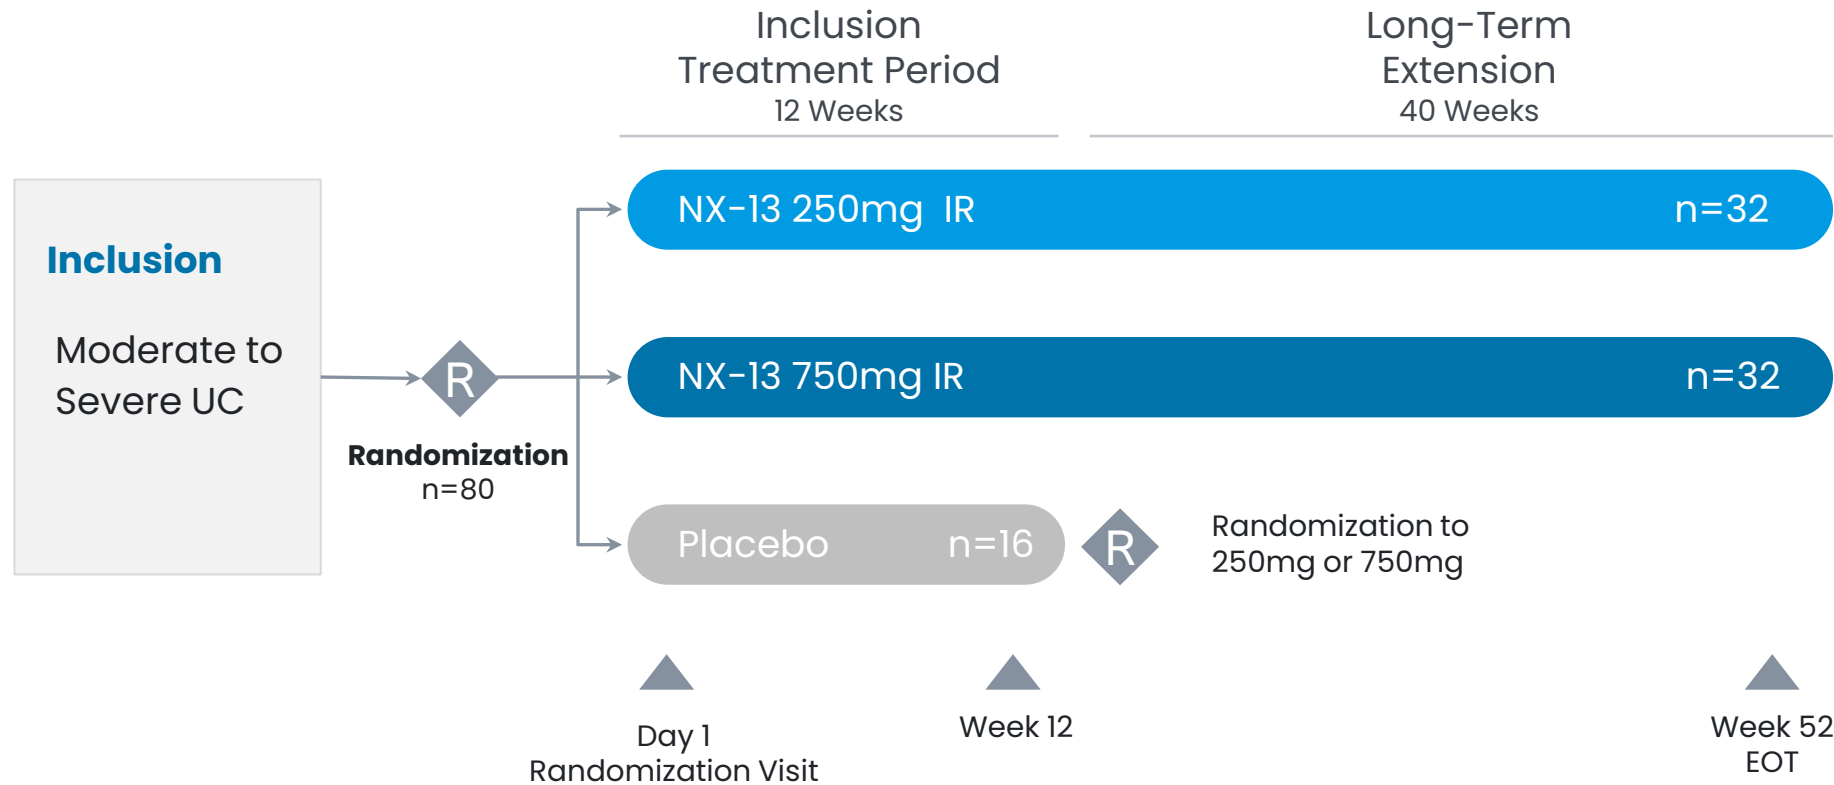 Inclusion
Treatment Period
12 Weeks
Long-Term
Extension
40 Weeks
Inclusion
Moderate to
Severe UC
R
Randomization
n=80
NX-13 250mg IR
n=32
NX-13 750mg IR
n=32
Placebo
n=16
R
Randomization to
250mg or 750mg
Day 1
Randomization Visit
Week 12
Week 52
EOT